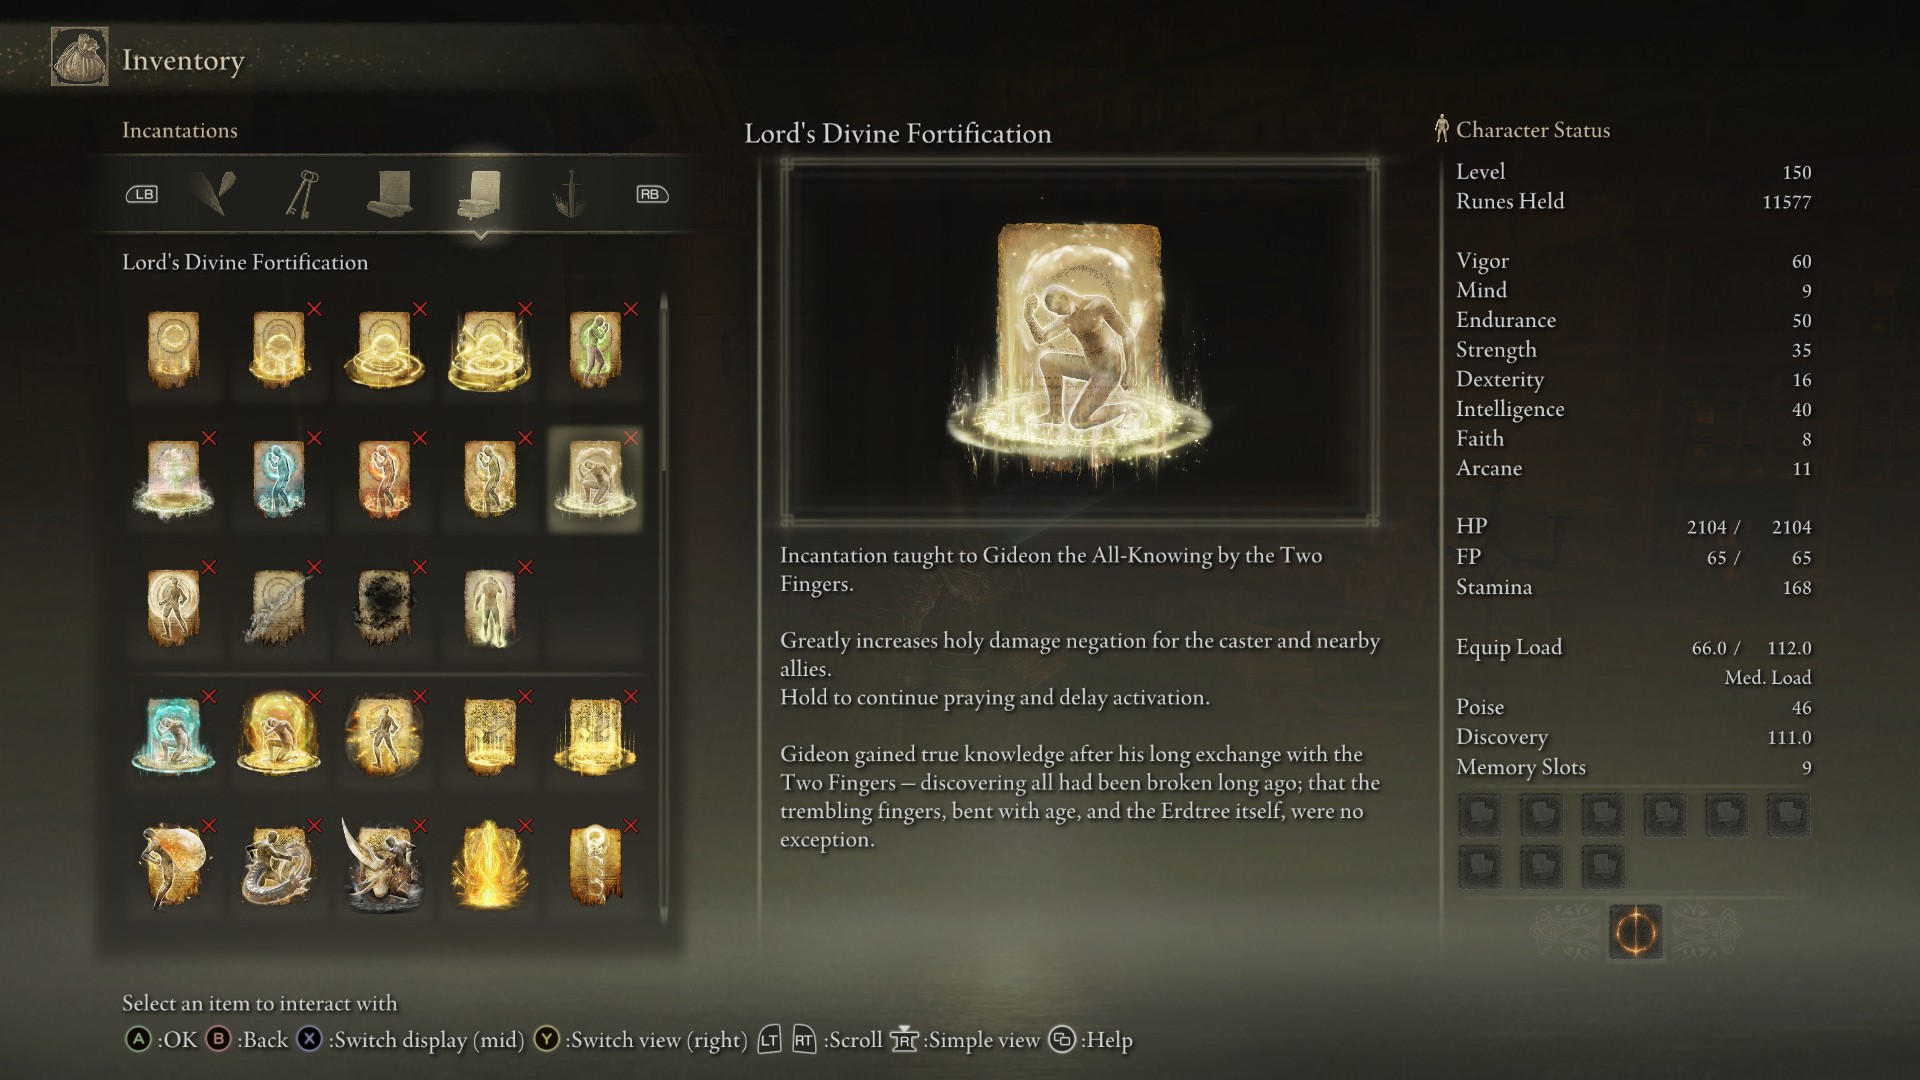 Inventory
Incantations
LB
RB
Lord's Divine Fortification
Lord's Divine Fortification
Incantation taught to Gideon the All-Knowing by the Two
Fingers.
Greatly increases holy damage negation for the caster and nearby
allies.
Hold to continue praying and delay activation.
Gideon gained true knowledge after his long exchange with the
Two Fingers – discovering all had been broken long ago; that the
trembling fingers, bent with age, and the Erdtree itself, were no
exception.
Character Status
Level 150
Runes Held 11577
Vigor 60
Mind 9
Endurance 50
Strength 35
Dexterity 16
Intelligence 40
Faith 8
Arcane 11
HP 2104 / 2104
FP 65 / 65
Stamina 168
Equip Load 66.0 / 112.0
Med. Load
Poise 46
Discovery 111.0
Memory Slots 9
Select an item to interact with
A :OK B :Back X :Switch display (mid) Y :Switch view (right) LT RT :Scroll R :Simple view :Help